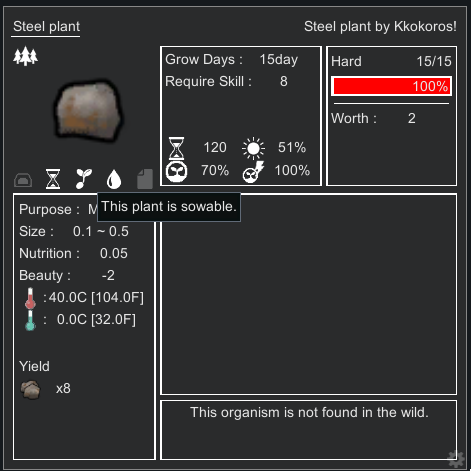 Steel plant
Steel plant by Kkokoros!
Grow Days : 15day
Require Skill : 8
120 51%
70% 100%
Hard 15/15
100%
Worth : 2
This plant is sowable.
Purpose : M
Size : 0.1 ~ 0.5
Nutrition : 0.05
Beauty : -2
:40.0C [104.0F]
: 0.0C [32.0F]
Yield
x8
This organism is not found in the wild.